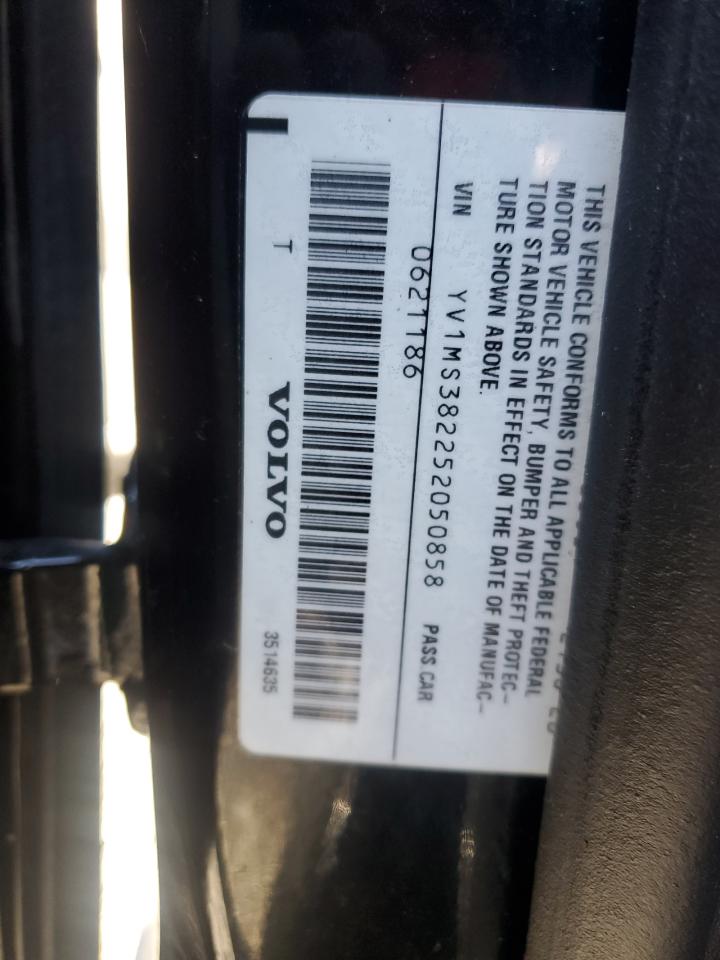 THIS VEHICLE CONFORMS TO ALL APPLICABLE FEDERAL
MOTOR VEHICLE SAFETY, BUMPER AND THEFT PROTEC-
TION STANDARDS IN EFFECT ON THE DATE OF MANUFAC-
TURE SHOWN ABOVE.
VIN YV1MS382252050858 PASS.CAR
0621186
T VOLVO 3514635